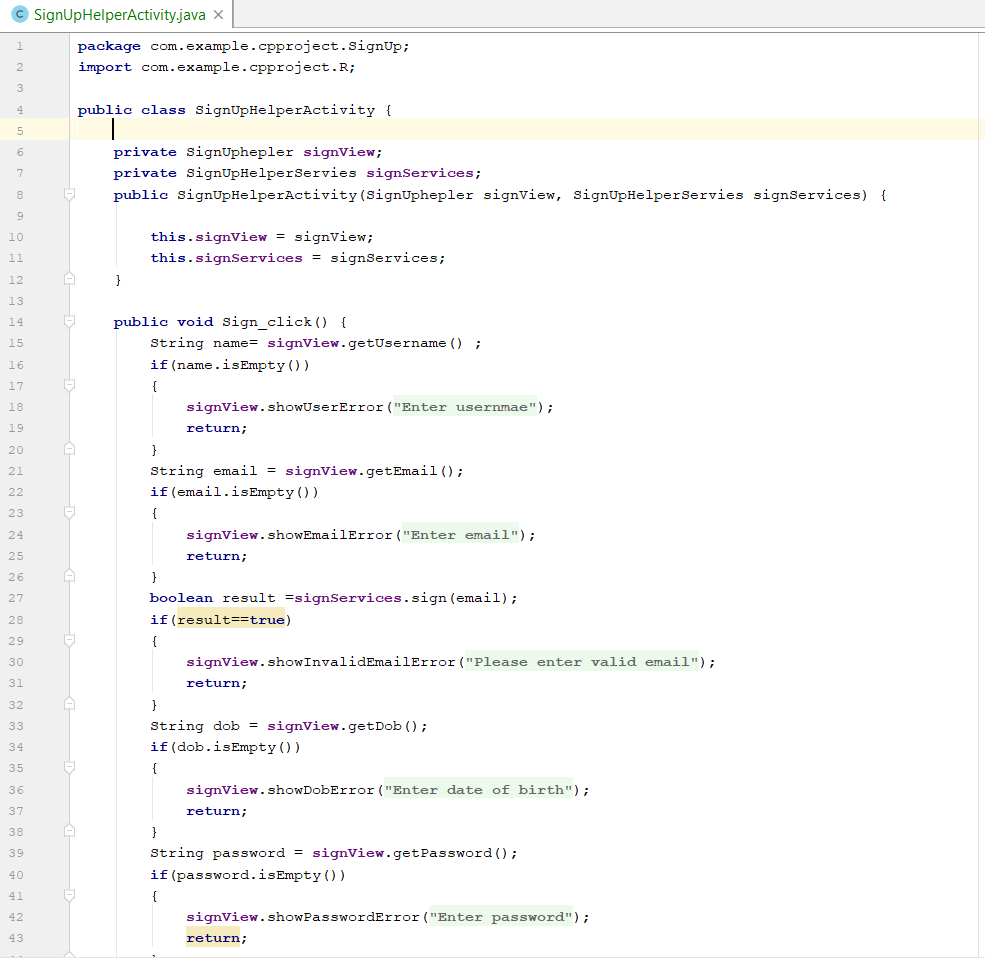 SignUpHelperActivity.java
1 package com.example.cpproject.SignUp;
2 import com.example.cpproject.R;
3
4 public class SignUpHelperActivity {
5
6 private SignUphepler signView;
7 private SignUpHelperServies signServices;
8 public SignUpHelperActivity(SignUphepler signView, SignUpHelperServies signServices) {
9
10 this.signView = signView;
11 this.signServices = signServices;
12 }
13
14 public void Sign_click() {
15 String name= signView.getUsername() ;
16 if(name.isEmpty())
17 {
18 signView.showUserError("Enter usernmae");
19 return;
20 }
21 String email = signView.getEmail();
22 if(email.isEmpty())
23 {
24 signView.showEmailError("Enter email");
25 return;
26 }
27 boolean result =signServices.sign(email);
28 if(result==true)
29 {
30 signView.showInvalidEmailError("Please enter valid email");
31 return;
32 }
33 String dob = signView.getDob();
34 if(dob.isEmpty())
35 {
36 signView.showDobError("Enter date of birth");
37 return;
38 }
39 String password = signView.getPassword();
40 if(password.isEmpty())
41 {
42 signView.showPasswordError("Enter password");
43 return;